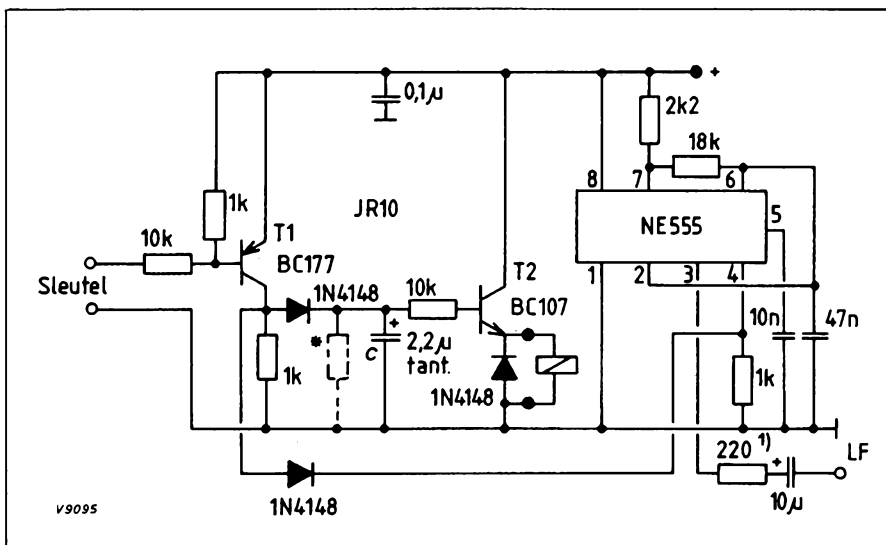 +
0,1µ
2k2
18k
1k
JR10
8
7
6
T1
NE555
5
10k
BC177
1
2
3
4
Sleutel
T2
1N4148
10k
BC107
+
*
C
2,2µ
tant.
10n
47n
1k
1N4148
1k
220 1)
+
LF
1N4148
10µ
V9095